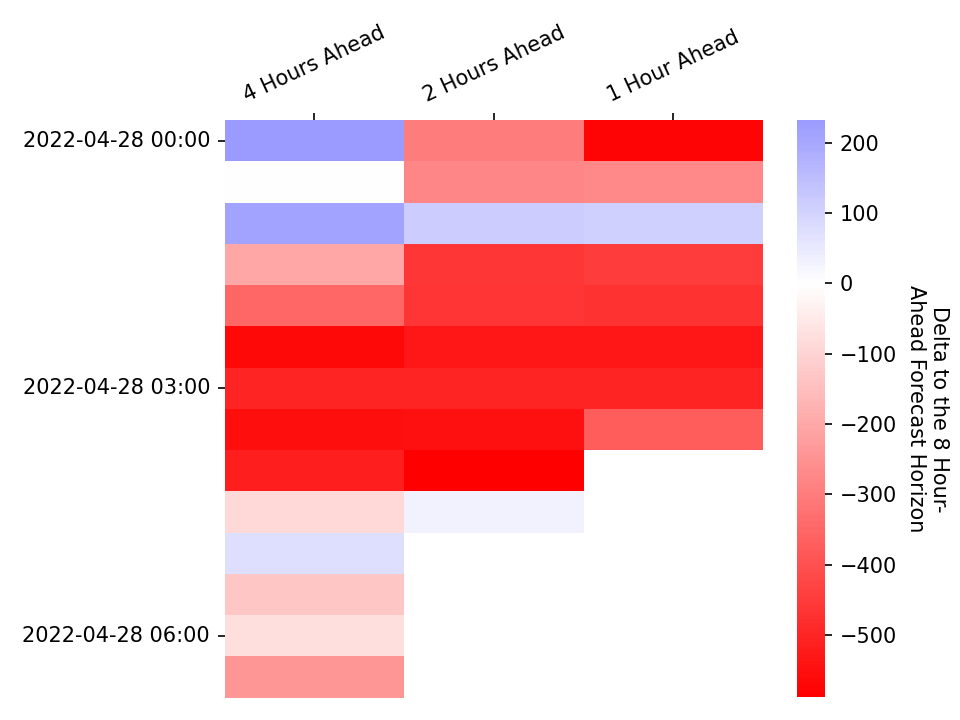 4 Hours Ahead
2 Hours Ahead
1 Hour Ahead
2022-04-28 00:00
2022-04-28 03:00
2022-04-28 06:00
200
100
0
−100
−200
−300
−400
−500
Delta to the 8 Hour-
Ahead Forecast Horizon